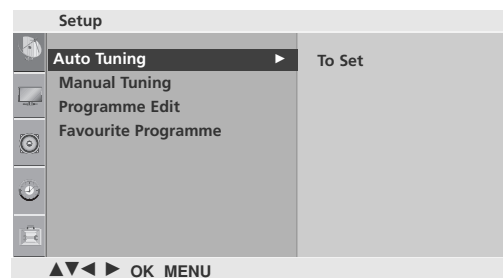 Setup
Auto Tuning ► To Set
Manual Tuning
Programme Edit
Favourite Programme
▲▼◄ ► OK MENU